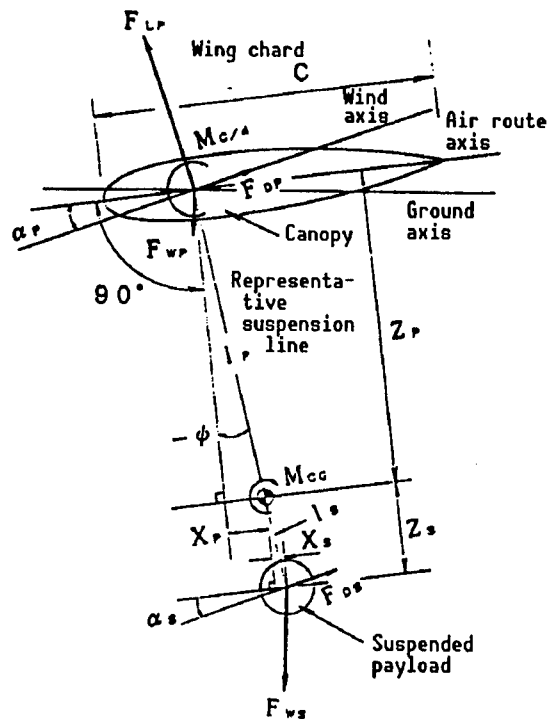 F LP
Wing chard
C
Wind
axis
Air route
axis
M C/4
F DP
Ground
axis
α P
F WP
Canopy
90°
Representa-
tive
suspension
line
l P
Z P
- ψ
M CG
X P
l S
X S
Z S
F DS
α S
Suspended
payload
F WS